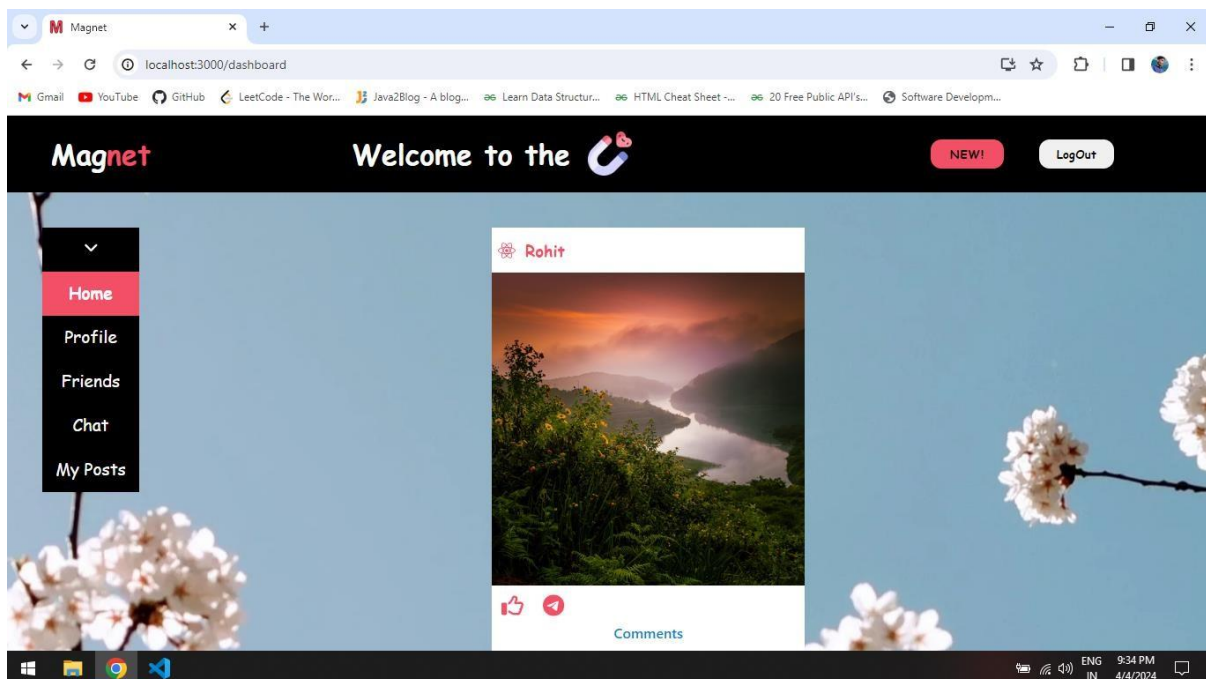 Magnet
localhost:3000/dashboard
Gmail YouTube GitHub LeetCode - The Wor... Java2Blog - A blog... Learn Data Structur... HTML Cheat Sheet -... 20 Free Public API's... Software Developm...
Magnet Welcome to the NEW! LogOut
Rohit
Home
Profile
Friends
Chat
My Posts
Comments
ENG 9:34 PM
IN 4/4/2024